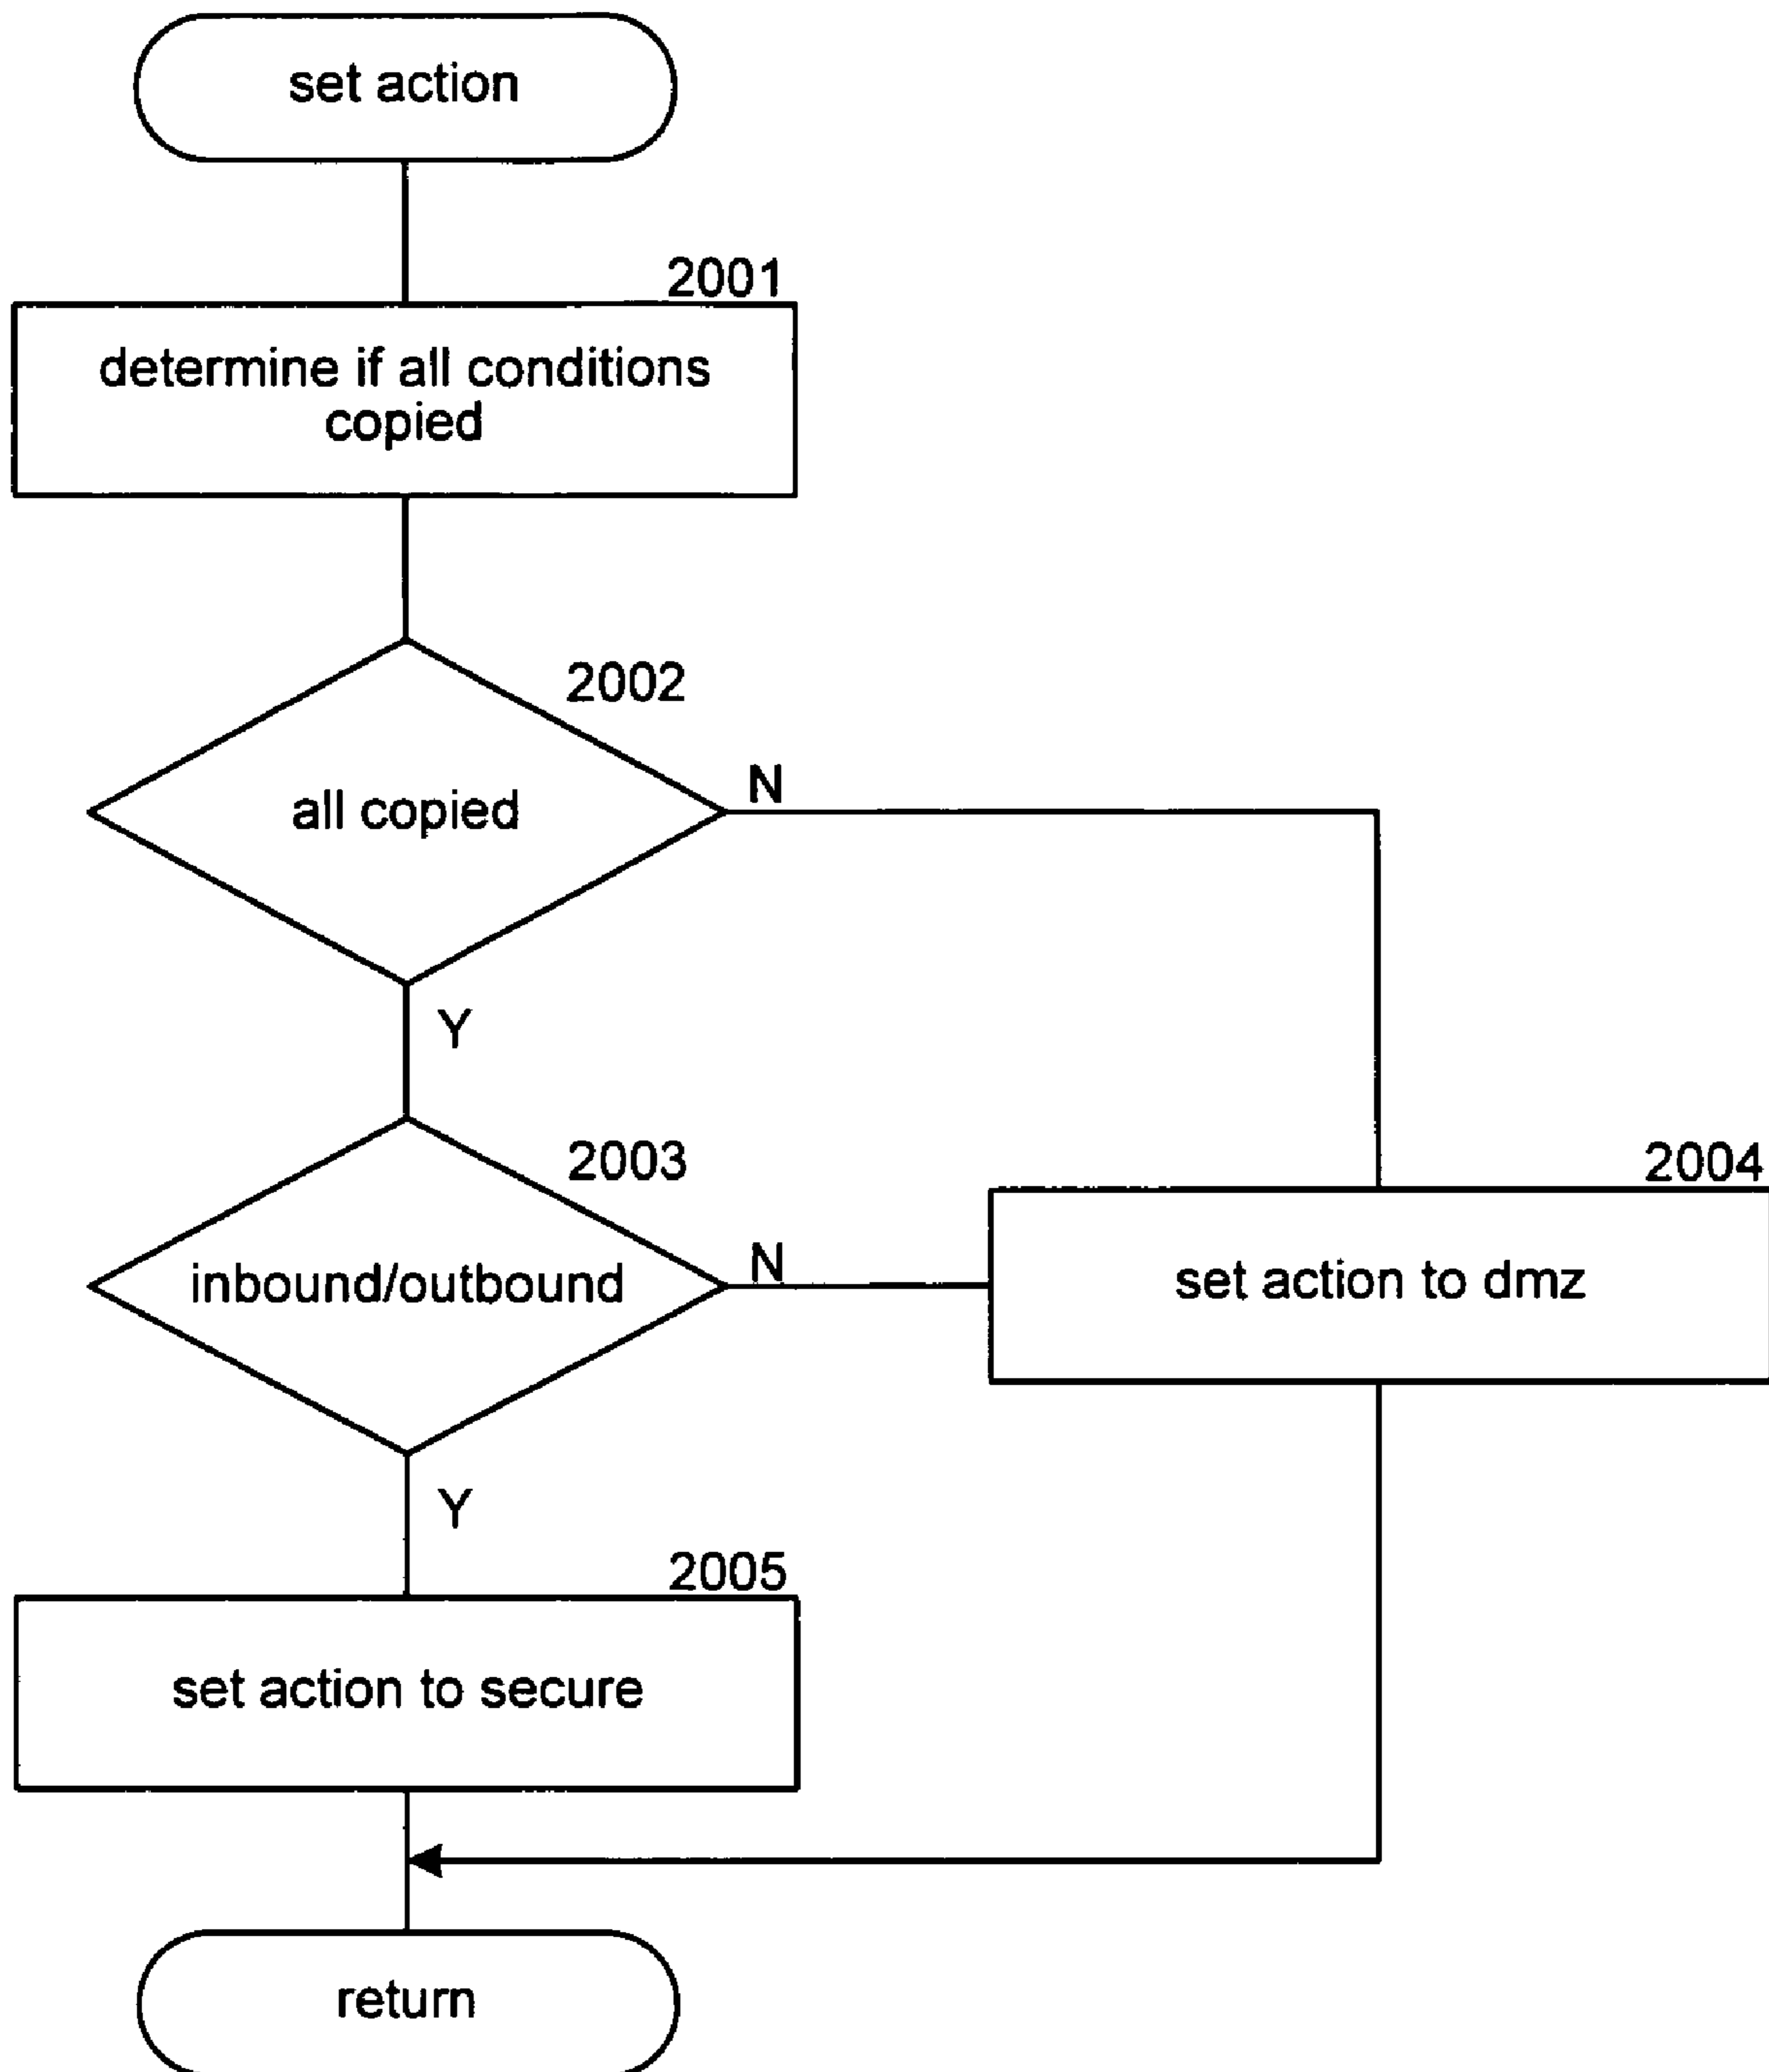 set action
2001
determine if all conditions
copied
2002
all copied
N
Y
2003
inbound/outbound
N
2004
set action to dmz
Y
2005
set action to secure
return